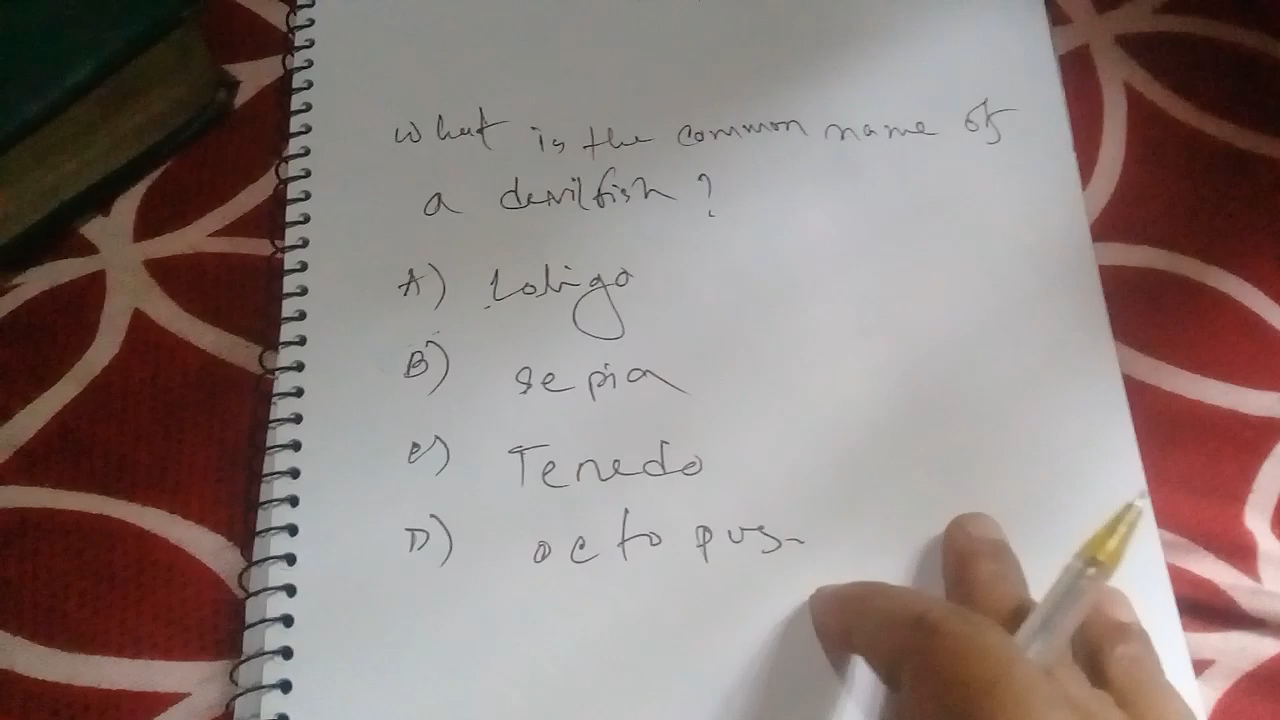 What is the common name of
a devilfish ?
A) Loligo
B) sepia
C) Teredo
D) octopus.